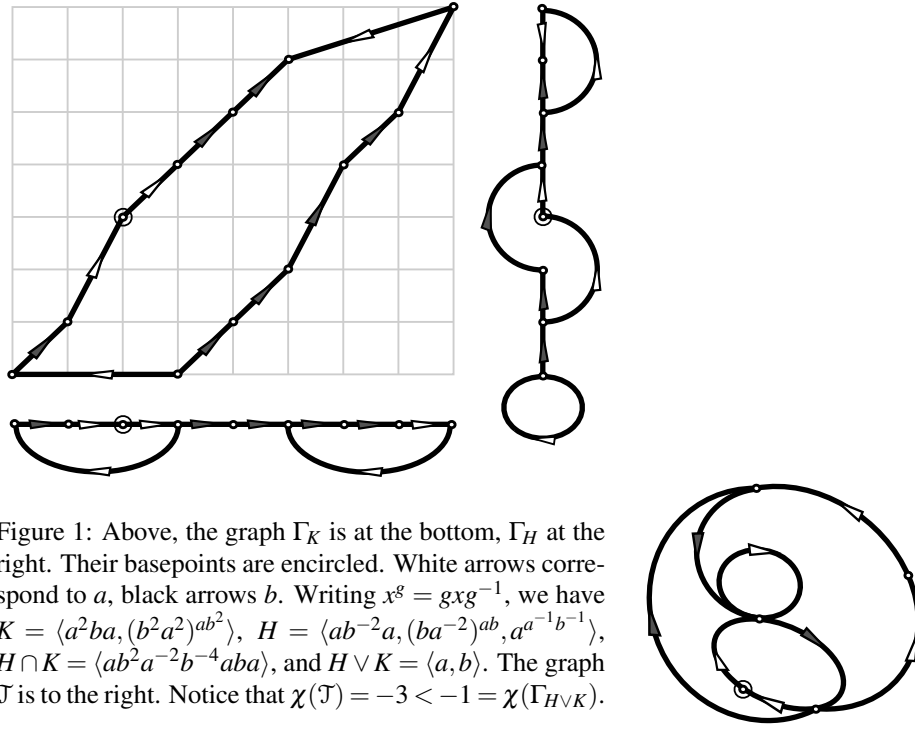 Figure 1: Above, the graph Γ_K is at the bottom, Γ_H at the
right. Their basepoints are encircled. White arrows corre-
spond to a, black arrows b. Writing x^g = gxg^{-1}, we have
K = ⟨a^2ba, (b^2a^2)^{ab^2}⟩, H = ⟨ab^{-2}a, (ba^{-2})^{ab}, a^{a^{-1}b^{-1}}⟩,
H ∩ K = ⟨ab^2a^{-2}b^{-4}aba⟩, and H ∨ K = ⟨a, b⟩. The graph
𝒯 is to the right. Notice that χ(𝒯) = −3 < −1 = χ(Γ_{H∨K}).